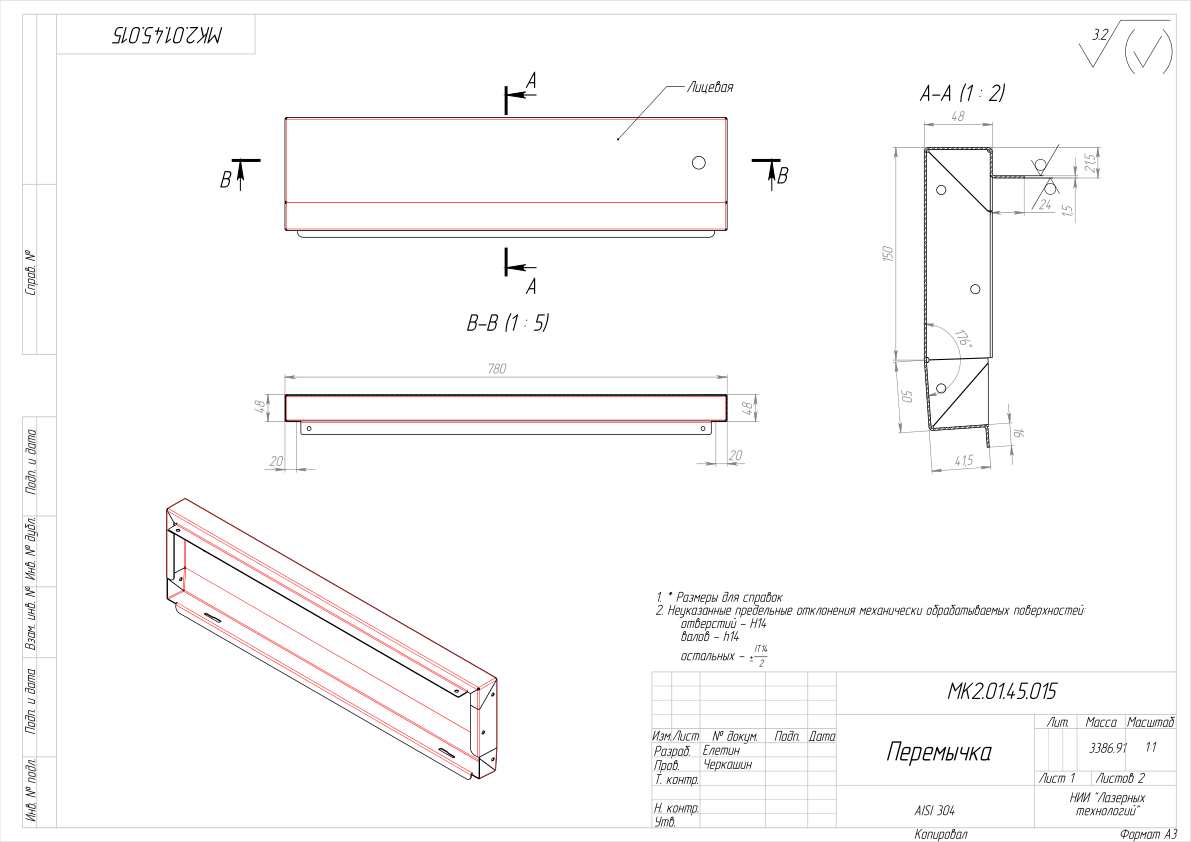 МК2.01.45.015
3.2
А
Лицевая
В
В
А
А-А (1 : 2)
48
21,5
24
1,5
150
176°
50
16
41,5
В-В (1 : 5)
780
48
48
20
20
Справ. №
Подп. и дата
Инв. № дубл.
Взам. инв. №
Подп. и дата
Инв. № подл.
1. * Размеры для справок
2. Неуказанные предельные отклонения механически обрабатываемых поверхностей:
отверстий - Н14
валов - h14
остальных - ± IT14/2
МК2.01.45.015
Изм. Лист № докум. Подп. Дата
Разраб. Елетин
Пров. Черкашин
Т. контр.
Н. контр.
Утв.
Перемычка
Лит. Масса Масштаб
3386.91 1:1
Лист 1 Листов 2
AISI 304
НИИ "Лазерных
технологий"
Копировал Формат А3